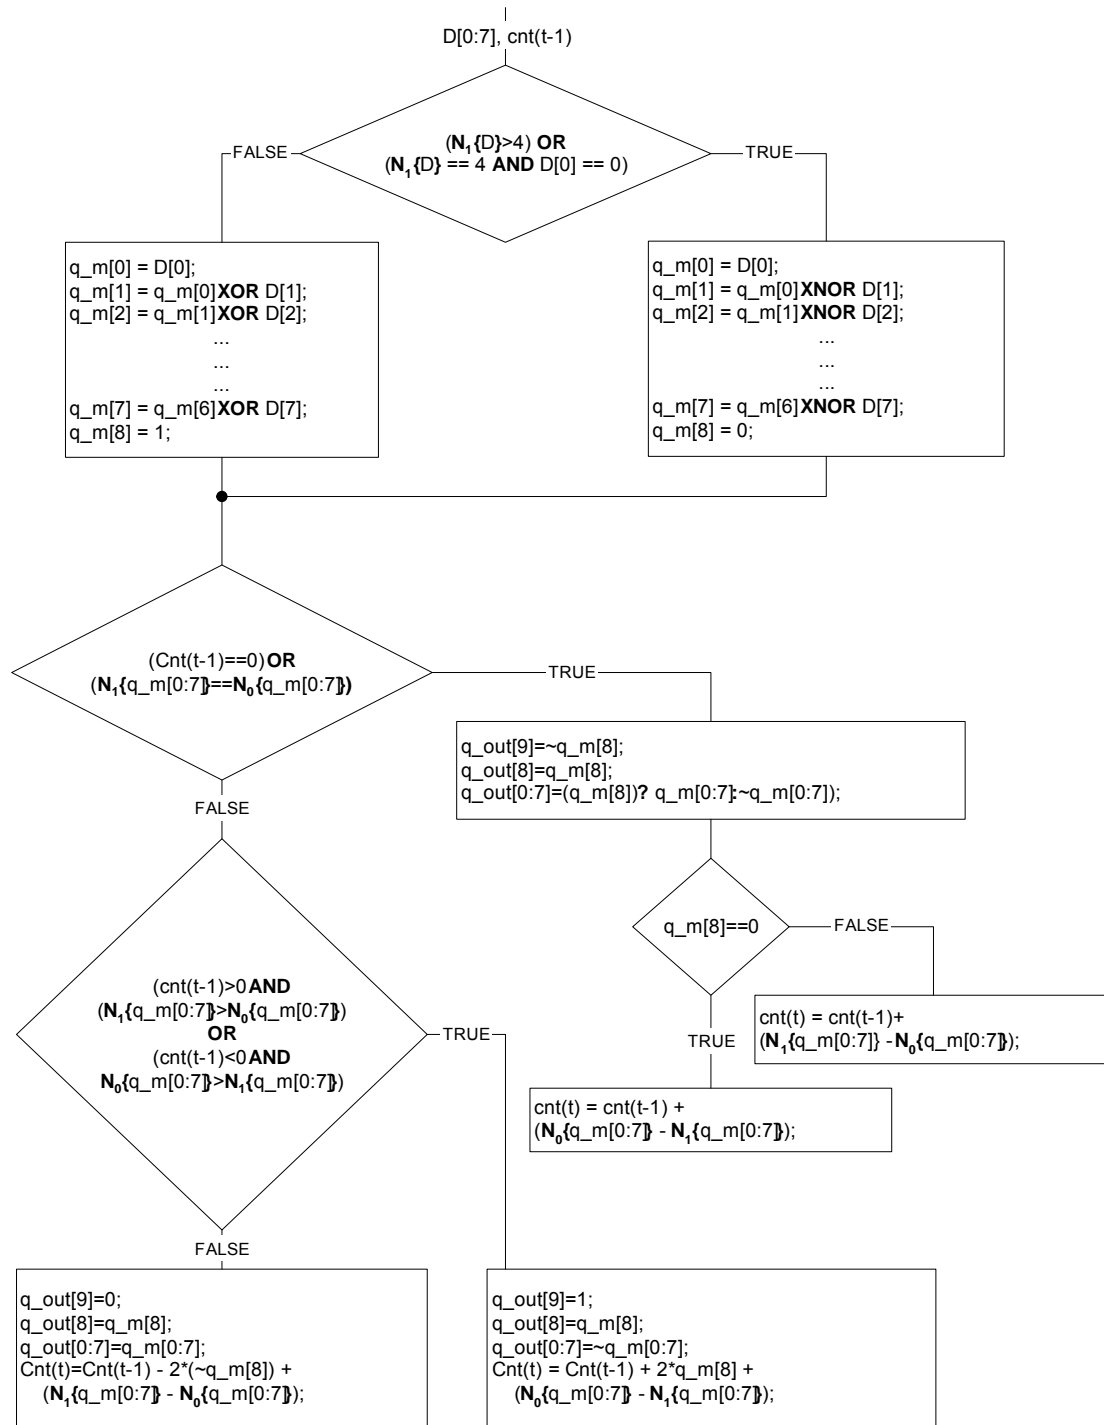 D[0:7], cnt(t-1)
(N1{D}>4) OR
(N1{D} == 4 AND D[0] == 0)
FALSE
TRUE
q_m[0] = D[0];
q_m[1] = q_m[0]XOR D[1];
q_m[2] = q_m[1]XOR D[2];
...
...
...
q_m[7] = q_m[6]XOR D[7];
q_m[8] = 1;
q_m[0] = D[0];
q_m[1] = q_m[0]XNOR D[1];
q_m[2] = q_m[1]XNOR D[2];
...
...
...
q_m[7] = q_m[6]XNOR D[7];
q_m[8] = 0;
(Cnt(t-1)==0)OR
(N1{q_m[0:7]}==N0{q_m[0:7]})
TRUE
FALSE
q_out[9]=~q_m[8];
q_out[8]=q_m[8];
q_out[0:7]=(q_m[8])? q_m[0:7]:~q_m[0:7]);
q_m[8]==0
FALSE
TRUE
cnt(t) = cnt(t-1)+
(N1{q_m[0:7]} -N0{q_m[0:7]});
cnt(t) = cnt(t-1) +
(N0{q_m[0:7]} - N1{q_m[0:7]});
(cnt(t-1)>0AND
(N1{q_m[0:7]}>N0{q_m[0:7]})
OR
(cnt(t-1)<0AND
N0{q_m[0:7]}>N1{q_m[0:7]})
TRUE
FALSE
q_out[9]=0;
q_out[8]=q_m[8];
q_out[0:7]=q_m[0:7];
Cnt(t)=Cnt(t-1) - 2*(~q_m[8]) +
(N1{q_m[0:7]} - N0{q_m[0:7]});
q_out[9]=1;
q_out[8]=q_m[8];
q_out[0:7]=~q_m[0:7];
Cnt(t) = Cnt(t-1) + 2*q_m[8] +
(N0{q_m[0:7]} - N1{q_m[0:7]});